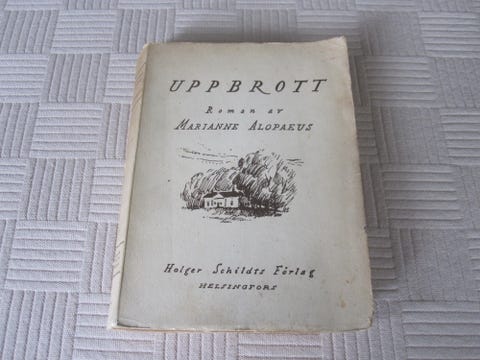 UPPBROTT
Roman av
MARIANNE ALOPAEUS
Holger Schildts Förlag
HELSINGFORS